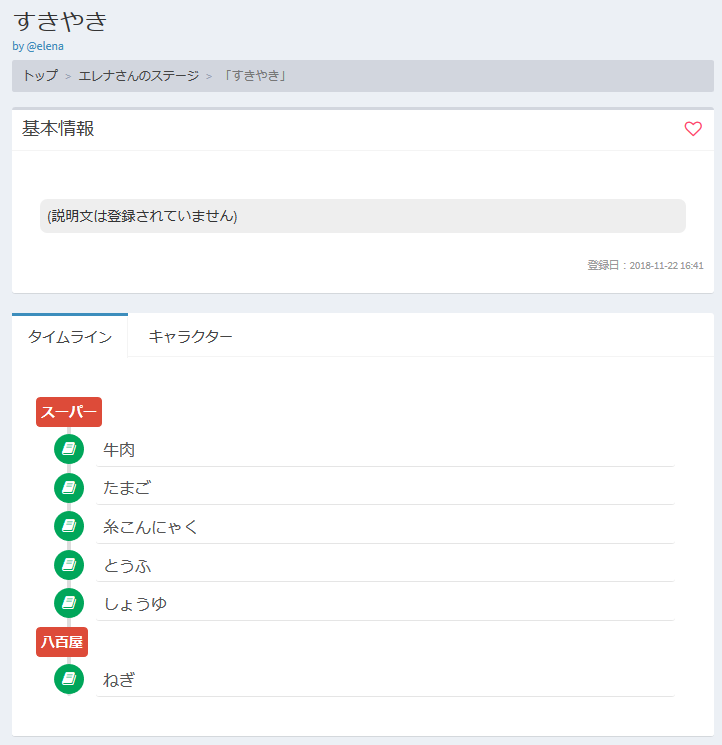 すきやき
by @elena
トップ > エレナさんのステージ > 「すきやき」
基本情報
(説明文は登録されていません)
登録日：2018-11-22 16:41
タイムライン キャラクター
スーパー
牛肉
たまご
糸こんにゃく
とうふ
しょうゆ
八百屋
ねぎ